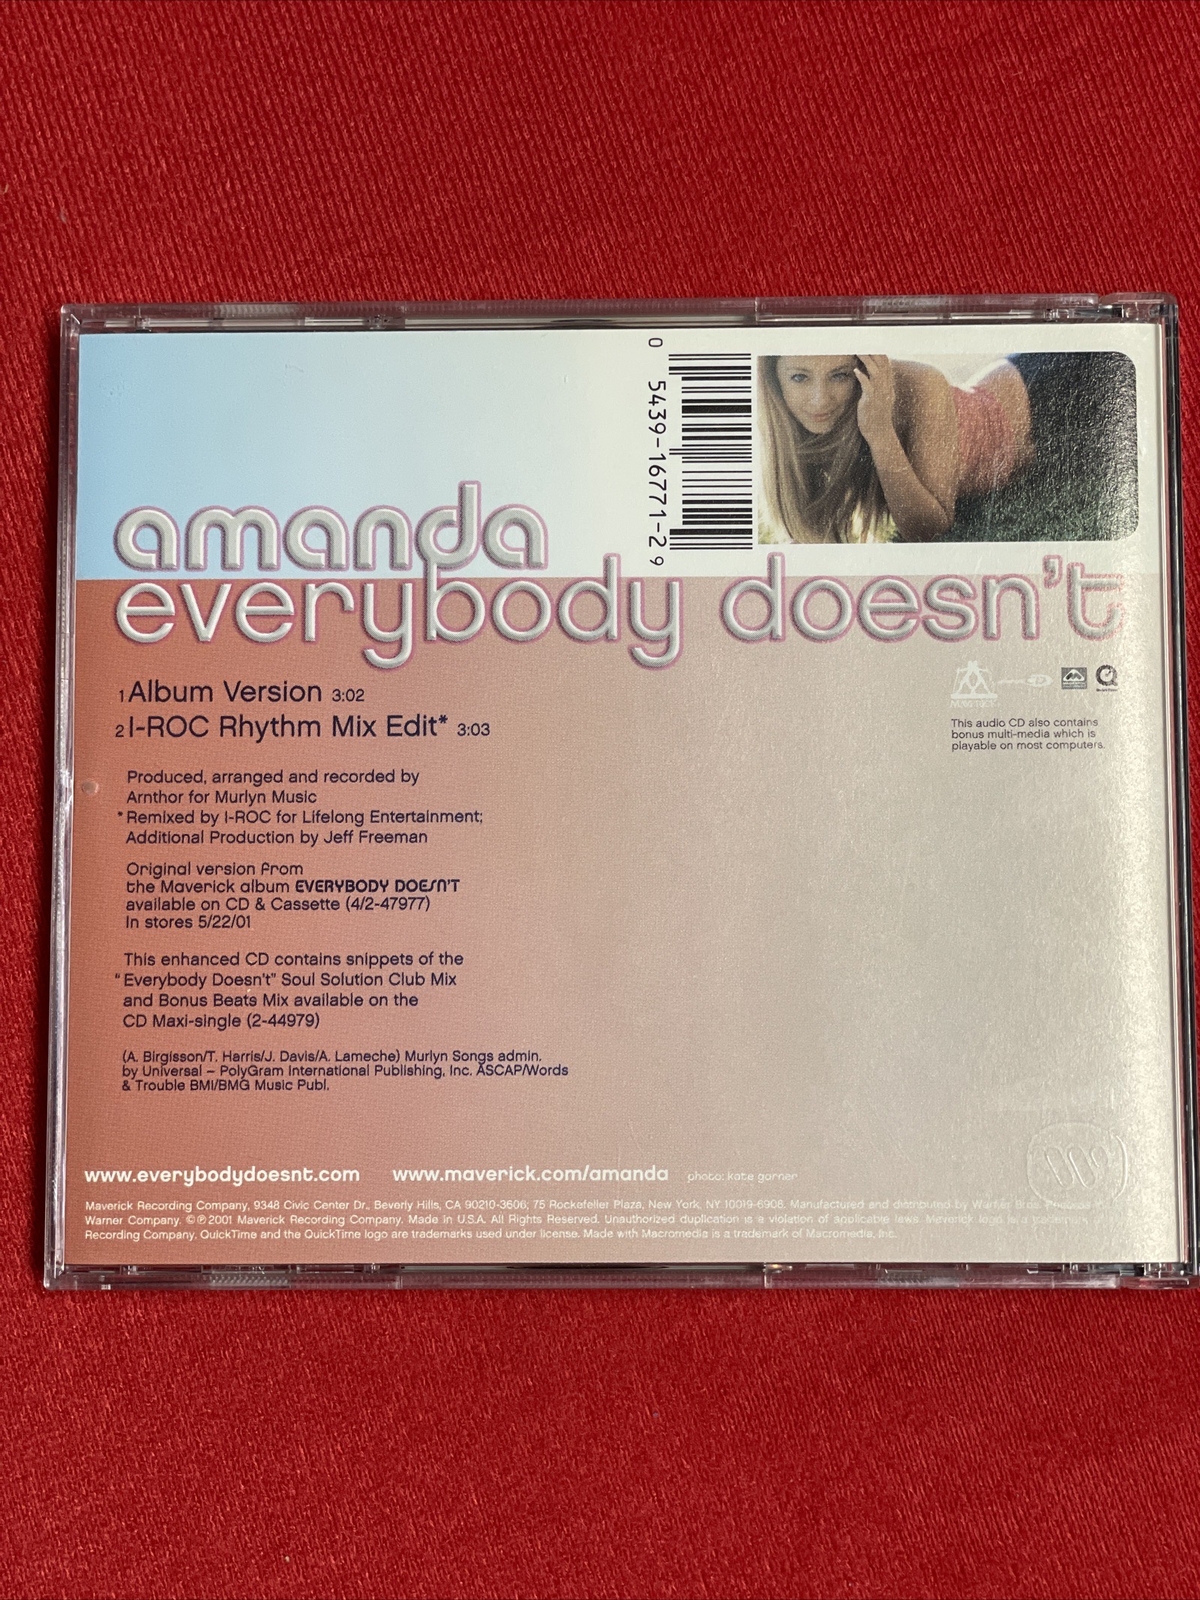 0 5439-16771-2 9
amanda
everybody doesn't
1 Album Version 3:02
2 I-ROC Rhythm Mix Edit* 3:03
This audio CD also contains
bonus multi-media which is
playable on most computers.
Produced, arranged and recorded by
Arnthor for Murlyn Music
* Remixed by I-ROC for Lifelong Entertainment;
Additional Production by Jeff Freeman
Original version from
the Maverick album EVERYBODY DOESN'T
available on CD & Cassette (4/2-47977)
In stores 5/22/01
This enhanced CD contains snippets of the
"Everybody Doesn't" Soul Solution Club Mix
and Bonus Beats Mix available on the
CD Maxi-single (2-44979)
(A. Birgisson/T. Harris/J. Davis/A. Lameche) Murlyn Songs admin.
by Universal – PolyGram International Publishing, Inc. ASCAP/Words
& Trouble BMI/BMG Music Publ.
www.everybodydoesnt.com www.maverick.com/amanda photo: kate garner
Maverick Recording Company, 9348 Civic Center Dr., Beverly Hills, CA 90210-3606; 75 Rockefeller Plaza, New York, NY 10019-6908. Manufactured and distributed by Warner Bros.
Warner Company. ©℗ 2001 Maverick Recording Company. Made in U.S.A. All Rights Reserved. Unauthorized duplication is a violation of applicable laws. Maverick logo is a trademark
Recording Company. QuickTime and the QuickTime logo are trademarks used under license. Made with Macromedia is a trademark of Macromedia, Inc.